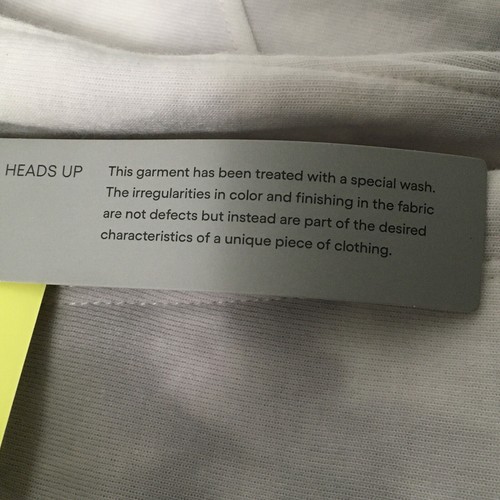 HEADS UP This garment has been treated with a special wash.
The irregularities in color and finishing in the fabric
are not defects but instead are part of the desired
characteristics of a unique piece of clothing.